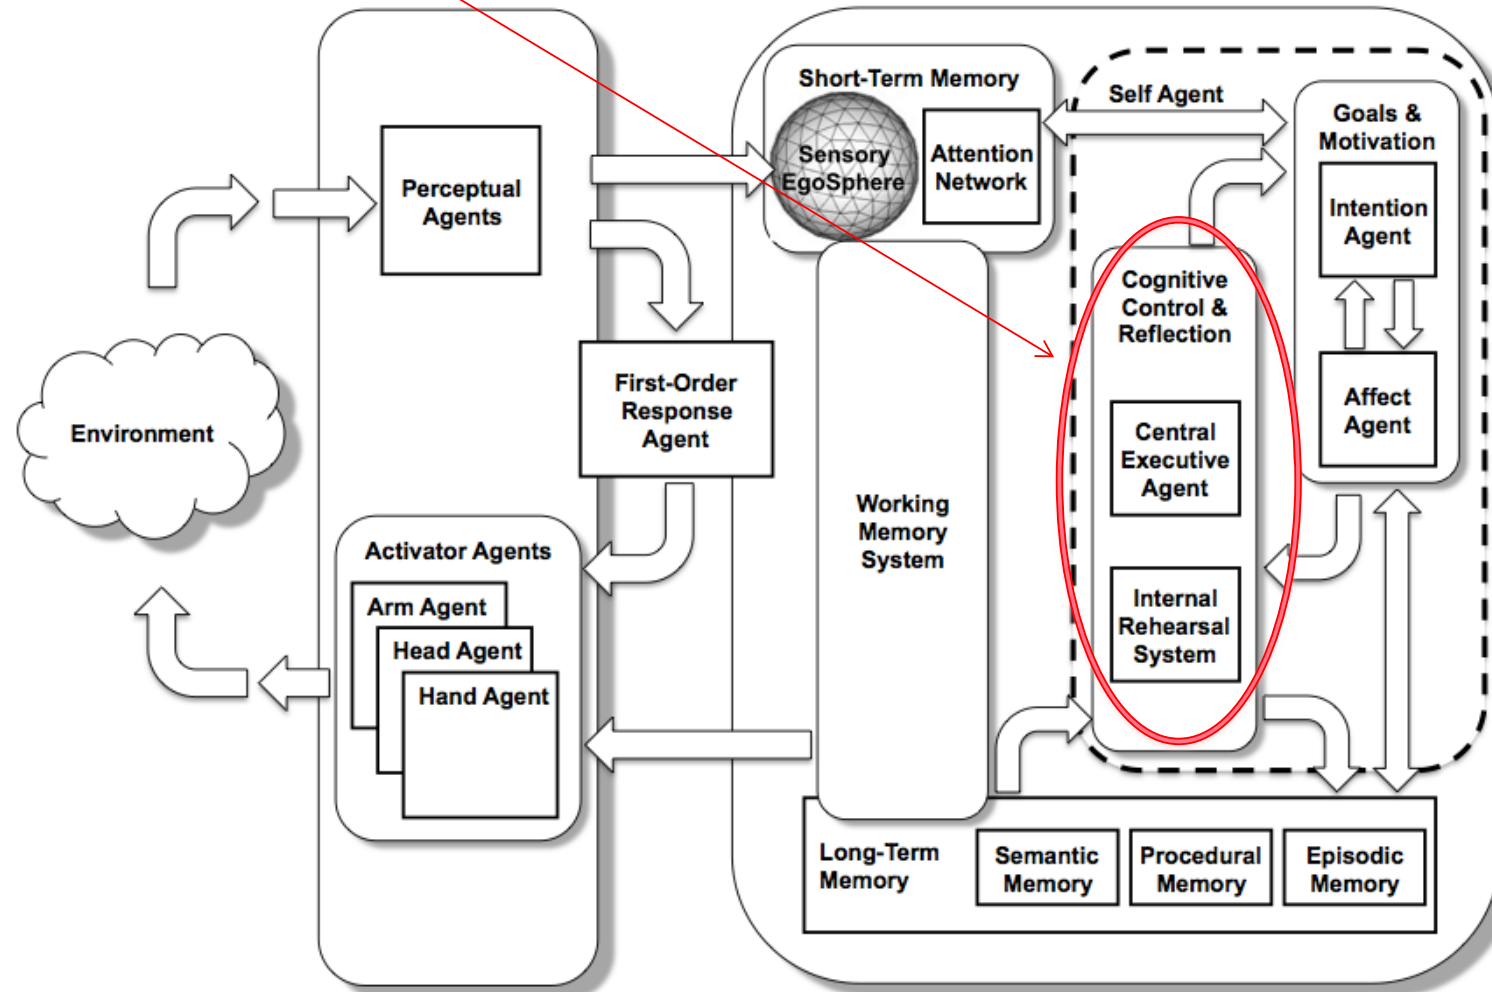 Short-Term Memory
Sensory
EgoSphere
Attention
Network
Self Agent
Goals &
Motivation
Intention
Agent
Affect
Agent
Perceptual
Agents
Cognitive
Control &
Reflection
Central
Executive
Agent
Internal
Rehearsal
System
First-Order
Response
Agent
Environment
Working
Memory
System
Activator Agents
Arm Agent
Head Agent
Hand Agent
Long-Term
Memory
Semantic
Memory
Procedural
Memory
Episodic
Memory